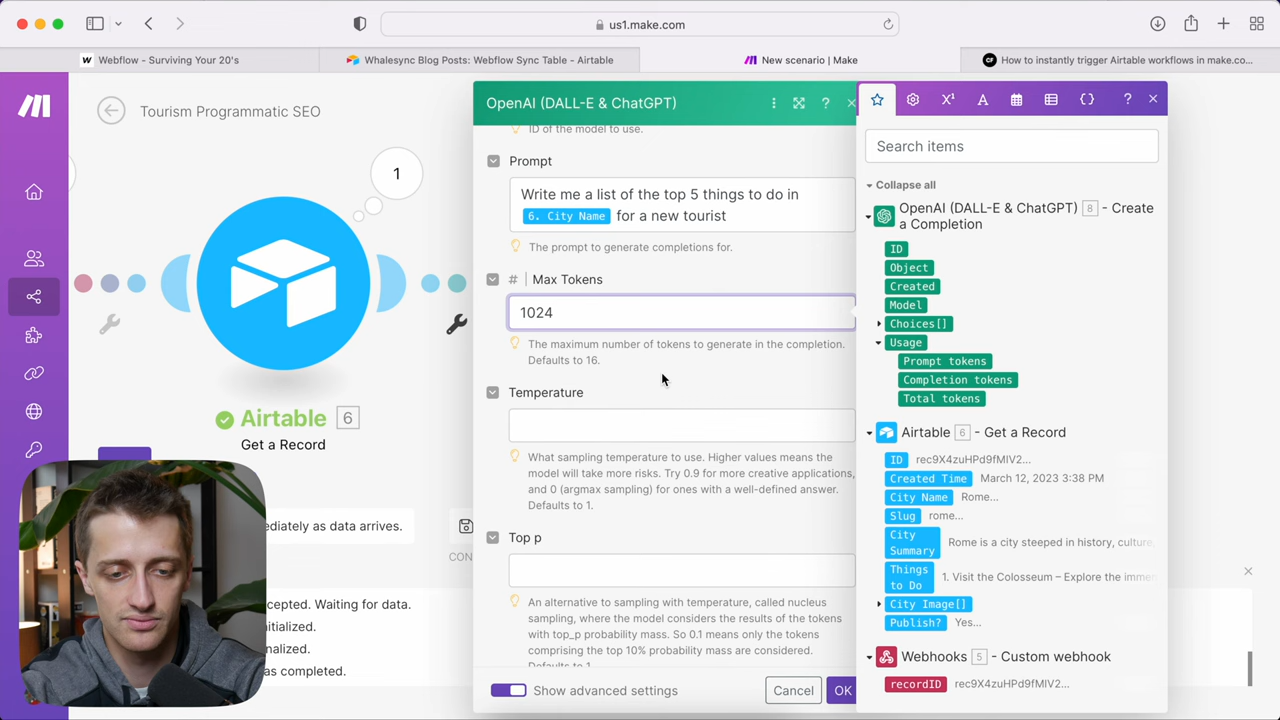 us1.make.com
W Webflow - Surviving Your 20's
Whalesync Blog Posts: Webflow Sync Table - Airtable
New scenario | Make
CF How to instantly trigger Airtable workflows in make.co...
Tourism Programmatic SEO
1
Airtable 6
Get a Record
ediately as data arrives.
CON
cepted. Waiting for data.
itialized.
nalized.
as completed.
OpenAI (DALL-E & ChatGPT)
?
ID of the model to use.
Prompt
Write me a list of the top 5 things to do in
6. City Name for a new tourist
The prompt to generate completions for.
# | Max Tokens
1024
The maximum number of tokens to generate in the completion.
Defaults to 16.
Temperature
What sampling temperature to use. Higher values means the
model will take more risks. Try 0.9 for more creative applications,
and 0 (argmax sampling) for ones with a well-defined answer.
Defaults to 1.
Top p
An alternative to sampling with temperature, called nucleus
sampling, where the model considers the results of the tokens
with top_p probability mass. So 0.1 means only the tokens
comprising the top 10% probability mass are considered.
Defaults to 1.
Show advanced settings
Cancel
OK
X¹ A {} ?
Search items
Collapse all
OpenAI (DALL-E & ChatGPT) 8 - Create
a Completion
ID
Object
Created
Model
Choices[]
Usage
Prompt tokens
Completion tokens
Total tokens
Airtable 6 - Get a Record
ID rec9X4zuHPd9fMIV2...
Created Time March 12, 2023 3:38 PM
City Name Rome...
Slug rome...
City
Summary Rome is a city steeped in history, culture,
Things
to Do 1. Visit the Colosseum – Explore the immen
City Image[]
Publish? Yes...
Webhooks 5 - Custom webhook
recordID rec9X4zuHPd9fMIV2...